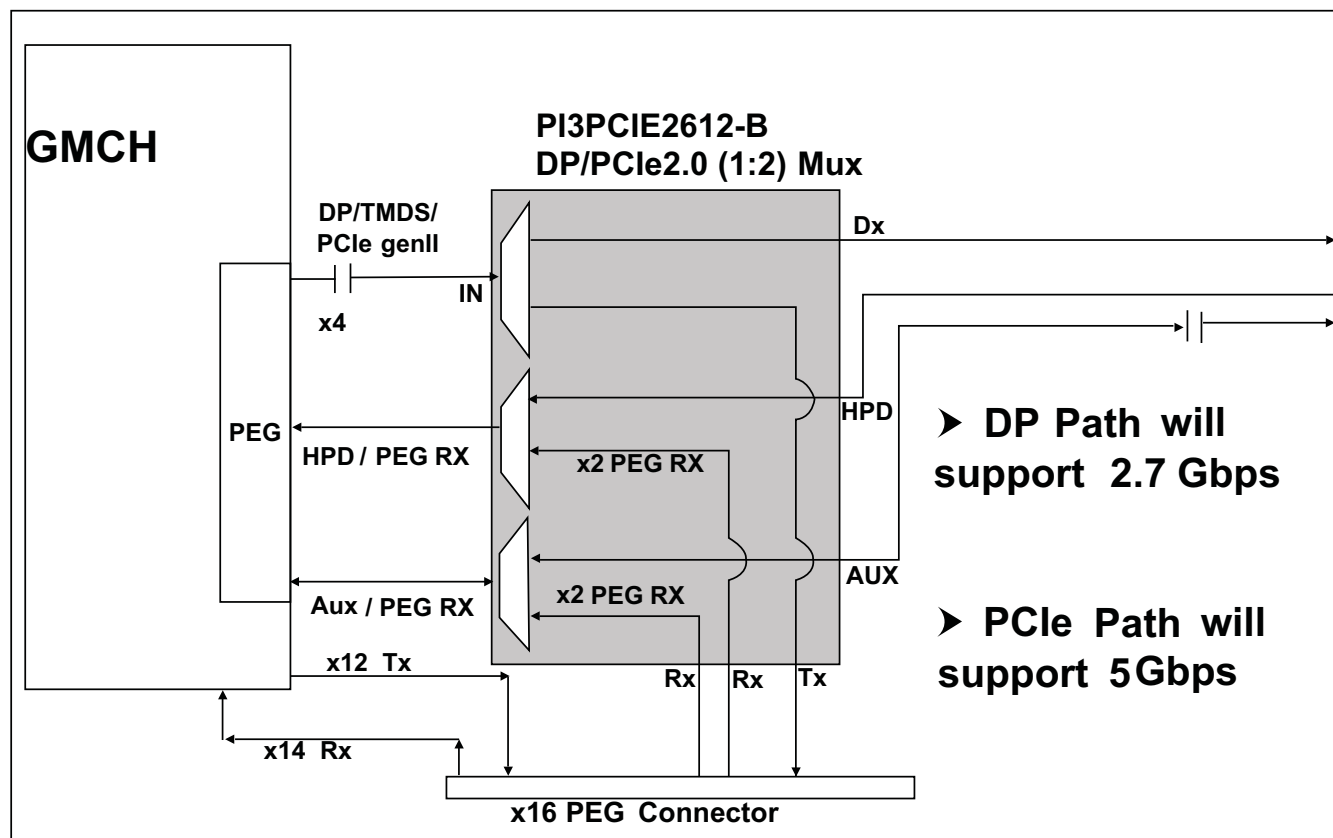 PI3PCIE2612-B
DP/PCIe2.0 (1:2) Mux
GMCH
DP/TMDS/
PCIe genII
x4
IN
Dx
HPD
PEG
HPD / PEG RX
x2 PEG RX
➤ DP Path will
support 2.7 Gbps
AUX
Aux / PEG RX
x2 PEG RX
➤ PCIe Path will
support 5Gbps
x12 Tx
Rx
Rx
Tx
x14 Rx
x16 PEG Connector